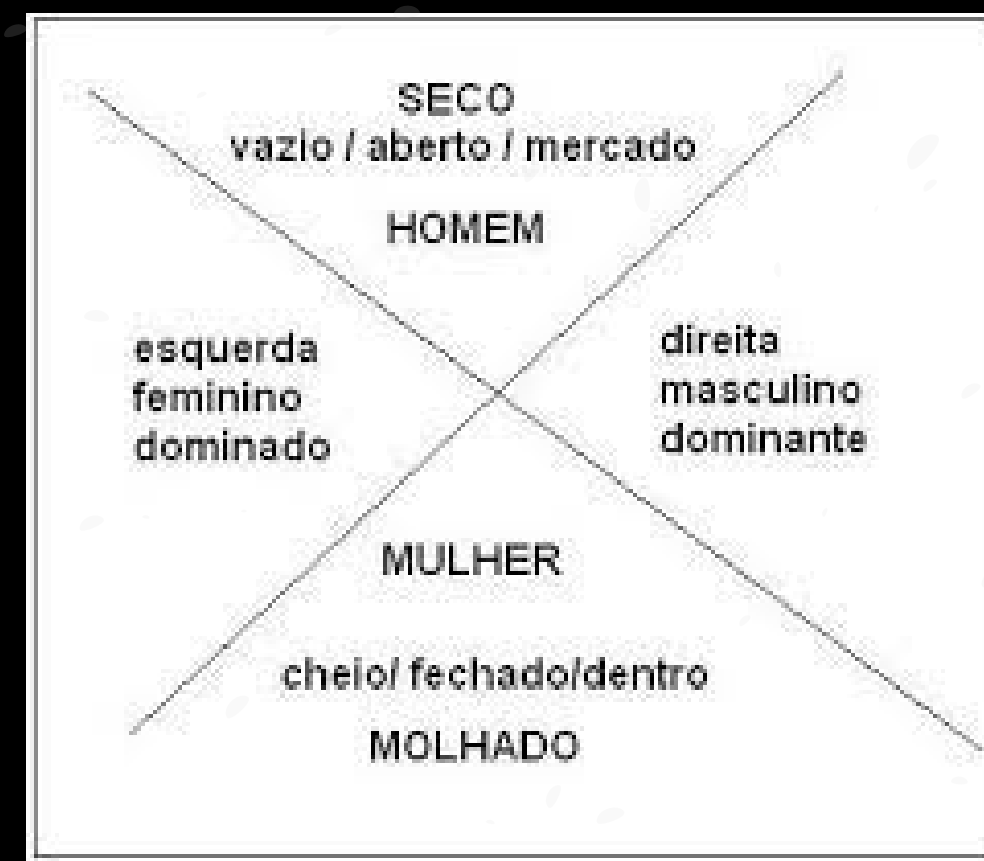 SECO
vazio / aberto / mercado
HOMEM
esquerda
feminino
dominado
direita
masculino
dominante
MULHER
cheio/ fechado/dentro
MOLHADO